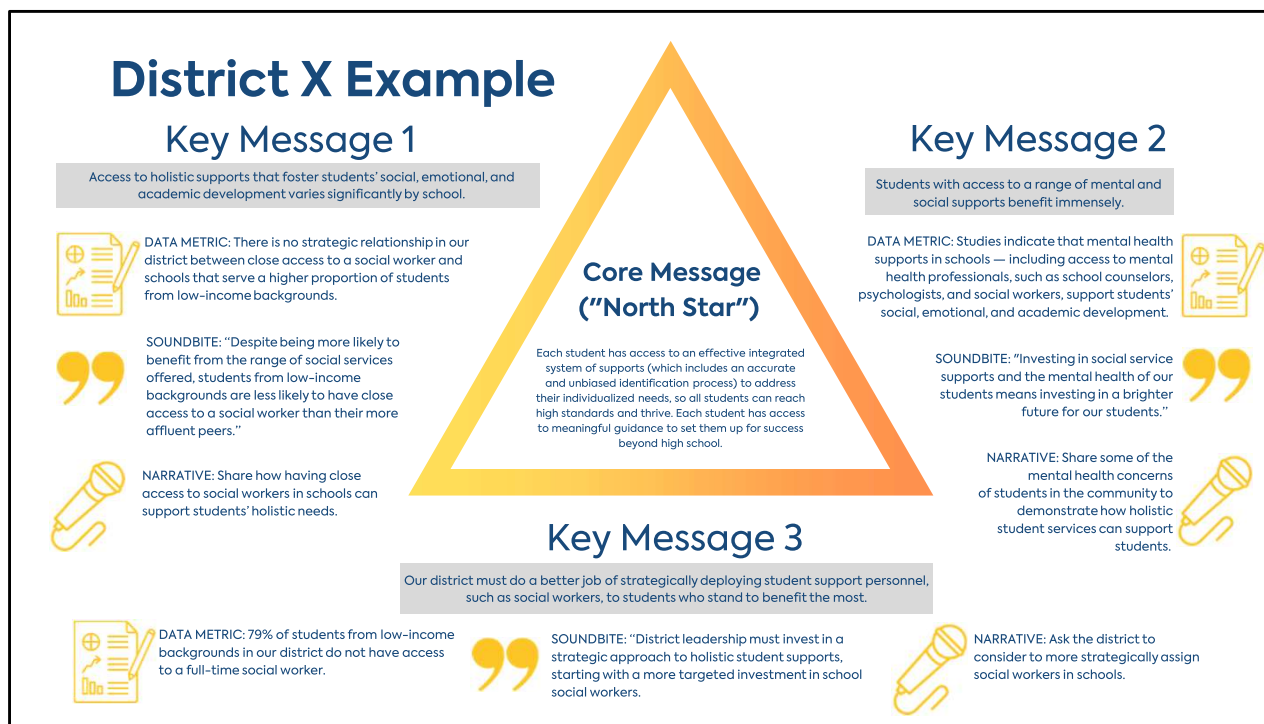 District X Example
Key Message 1
Access to holistic supports that foster students' social, emotional, and
academic development varies significantly by school.
DATA METRIC: There is no strategic relationship in our
district between close access to a social worker and
schools that serve a higher proportion of students
from low-income backgrounds.
SOUNDBITE: “Despite being more likely to
benefit from the range of social services
offered, students from low-income
backgrounds are less likely to have close
access to a social worker than their more
affluent peers.”
NARRATIVE: Share how having close
access to social workers in schools can
support students' holistic needs.
Core Message
("North Star")
Each student has access to an effective integrated
system of supports (which includes an accurate
and unbiased identification process) to address
their individualized needs, so all students can reach
high standards and thrive. Each student has access
to meaningful guidance to set them up for success
beyond high school.
Key Message 2
Students with access to a range of mental and
social supports benefit immensely.
DATA METRIC: Studies indicate that mental health
supports in schools — including access to mental
health professionals, such as school counselors,
psychologists, and social workers, support students'
social, emotional, and academic development.
SOUNDBITE: "Investing in social service
supports and the mental health of our
students means investing in a brighter
future for our students.”
NARRATIVE: Share some of the
mental health concerns
of students in the community to
demonstrate how holistic
student services can support
students.
Key Message 3
Our district must do a better job of strategically deploying student support personnel,
such as social workers, to students who stand to benefit the most.
DATA METRIC: 79% of students from low-income
backgrounds in our district do not have access
to a full-time social worker.
SOUNDBITE: “District leadership must invest in a
strategic approach to holistic student supports,
starting with a more targeted investment in school
social workers.
NARRATIVE: Ask the district to
consider to more strategically assign
social workers in schools.